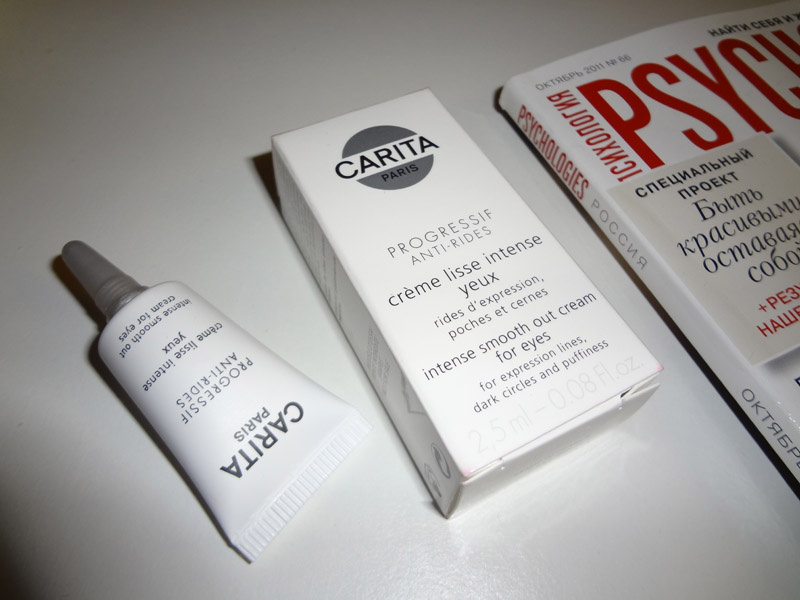 CARITA
PARIS
PROGRESSIF
ANTI-RIDES
crème lisse intense
yeux
rides d'expression,
poches et cernes
intense smooth out cream
for eyes
for expression lines,
dark circles and puffiness
2.5 ml – 0.08 Fl.oz.
CARITA
PARIS
PROGRESSIF
ANTI-RIDES
crème lisse intense
yeux
intense smooth out
cream for eyes
НАЙТИ СЕБЯ И
ОКТЯБРЬ 2011 № 66
PSYCHO
PSYCHOLOGIES
ПСИХОЛОГИЯ
РОССИЯ
СПЕЦИАЛЬНЫЙ
ПРОЕКТ
Быть
красивыми
оставая
собой
+РЕЗУ
НАШЕ
ОКТЯБРЬ